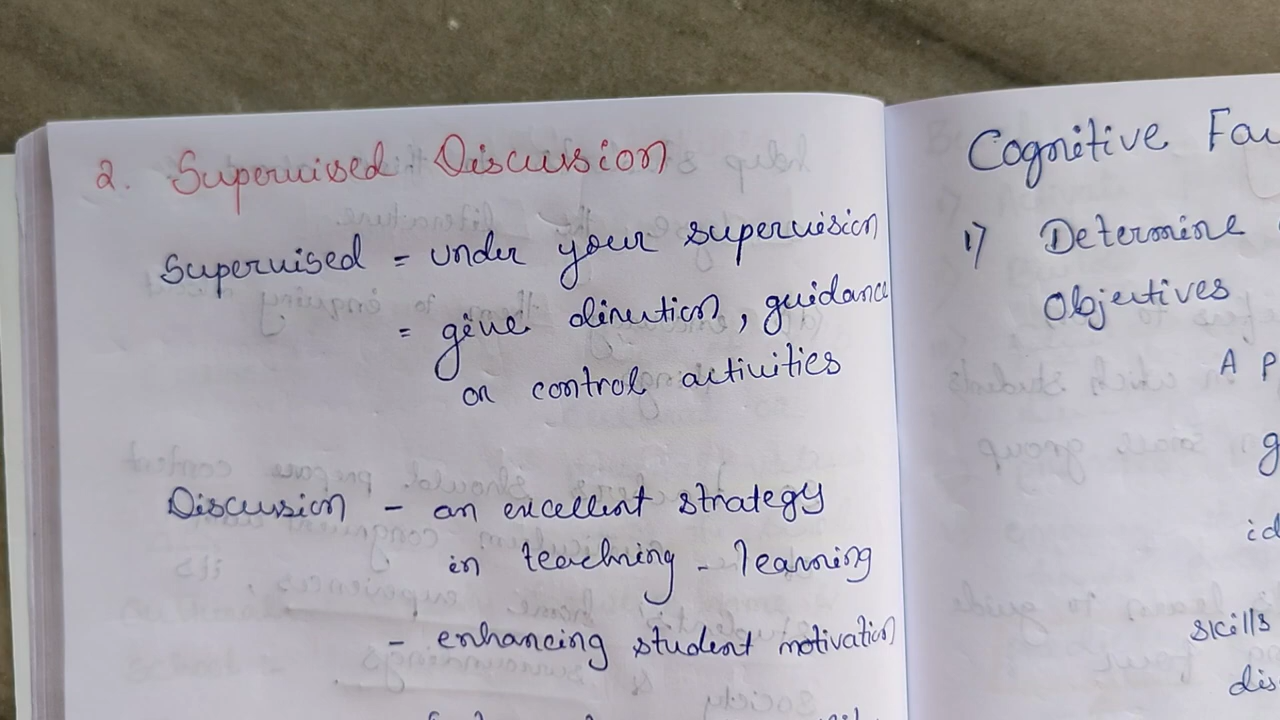 2. Supervised Discussion
Supervised = under your supervision
= give direction, guidance
or control activities
Discussion - an excellent strategy
in teaching - learning
- enhancing student motivation
Cognitive
1) Determine
Objectives
A
skills